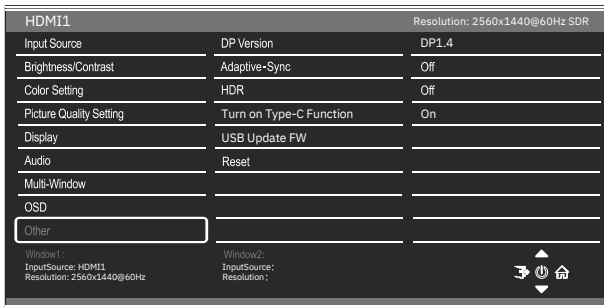 HDMI1 Resolution: 2560x1440@60Hz SDR
Input Source DP Version DP1.4
Brightness/Contrast Adaptive-Sync Off
Color Setting HDR Off
Picture Quality Setting Turn on Type-C Function On
Display USB Update FW
Audio Reset
Multi-Window
OSD
Other
Window1: Window2:
InputSource: HDMI1 InputSource:
Resolution: 2560x1440@60Hz Resolution: